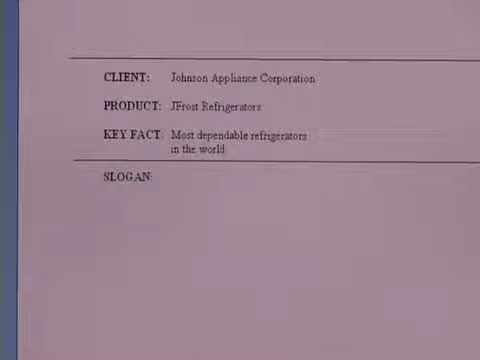 CLIENT: Johnson Appliance Corporation
PRODUCT: JFrost Refrigerators
KEY FACT: Most dependable refrigerators
in the world
SLOGAN: